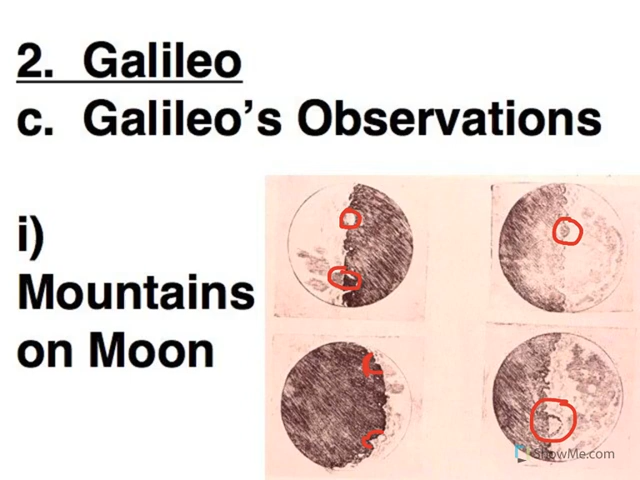 2. Galileo
c. Galileo's Observations
i)
Mountains
on Moon
ShowMe.com